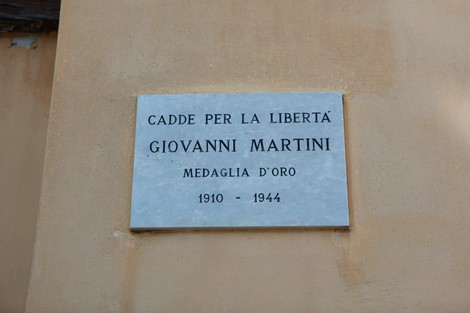 CADDE PER LA LIBERTA'
GIOVANNI MARTINI
MEDAGLIA D'ORO
1910 - 1944